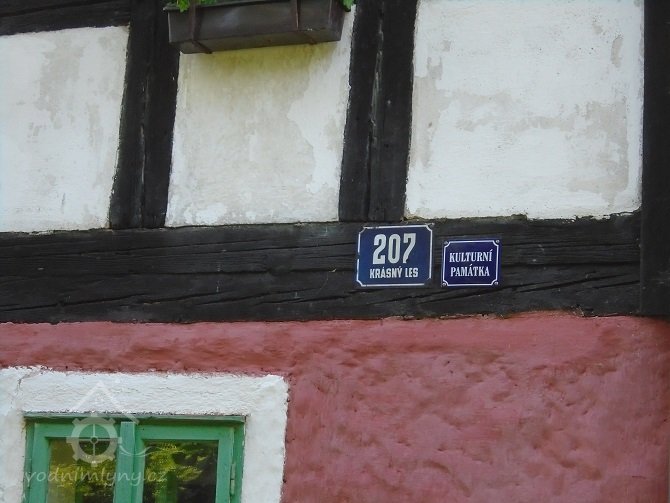 207
KRÁSNÝ LES
KULTURNÍ
PAMÁTKA
vodnimlyny.cz